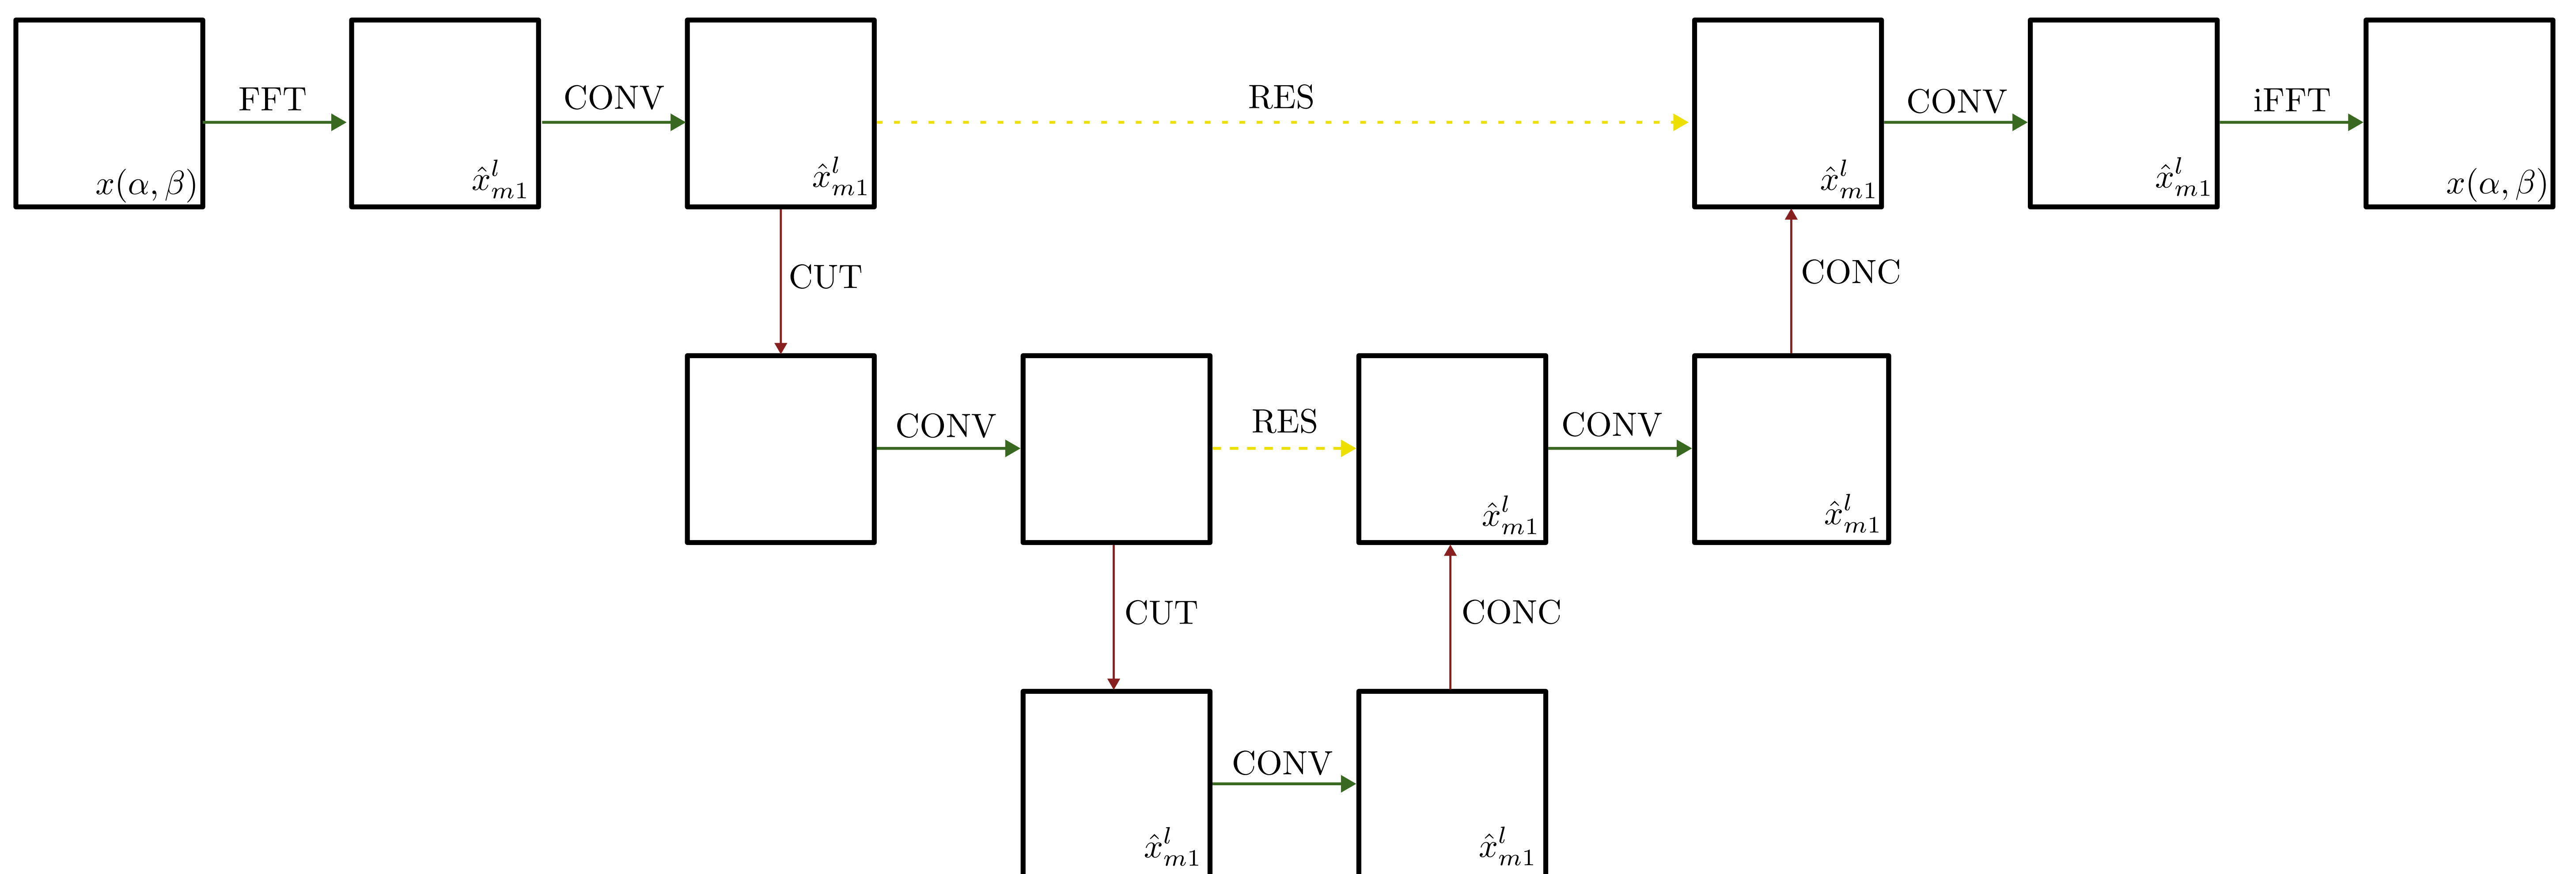 FFT
CONV
RES
CONV
iFFT
x(α, β)
x̂^l_{m1}
x̂^l_{m1}
x̂^l_{m1}
x̂^l_{m1}
x(α, β)
CUT
CONC
CONV
RES
CONV
x̂^l_{m1}
x̂^l_{m1}
CUT
CONC
CONV
x̂^l_{m1}
x̂^l_{m1}